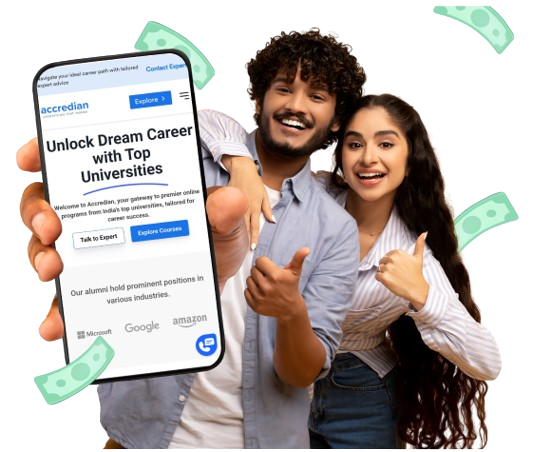 Navigate your ideal career path with tailored
expert advice
Contact Expert
accredian
Explore >
Unlock Dream Career
with Top
Universities
Welcome to Accredian, your gateway to premier online
programs from India's top universities, tailored for
career success.
Talk to Expert
Explore Courses
Our alumni hold prominent positions in
various industries.
Microsoft
Google
amazon